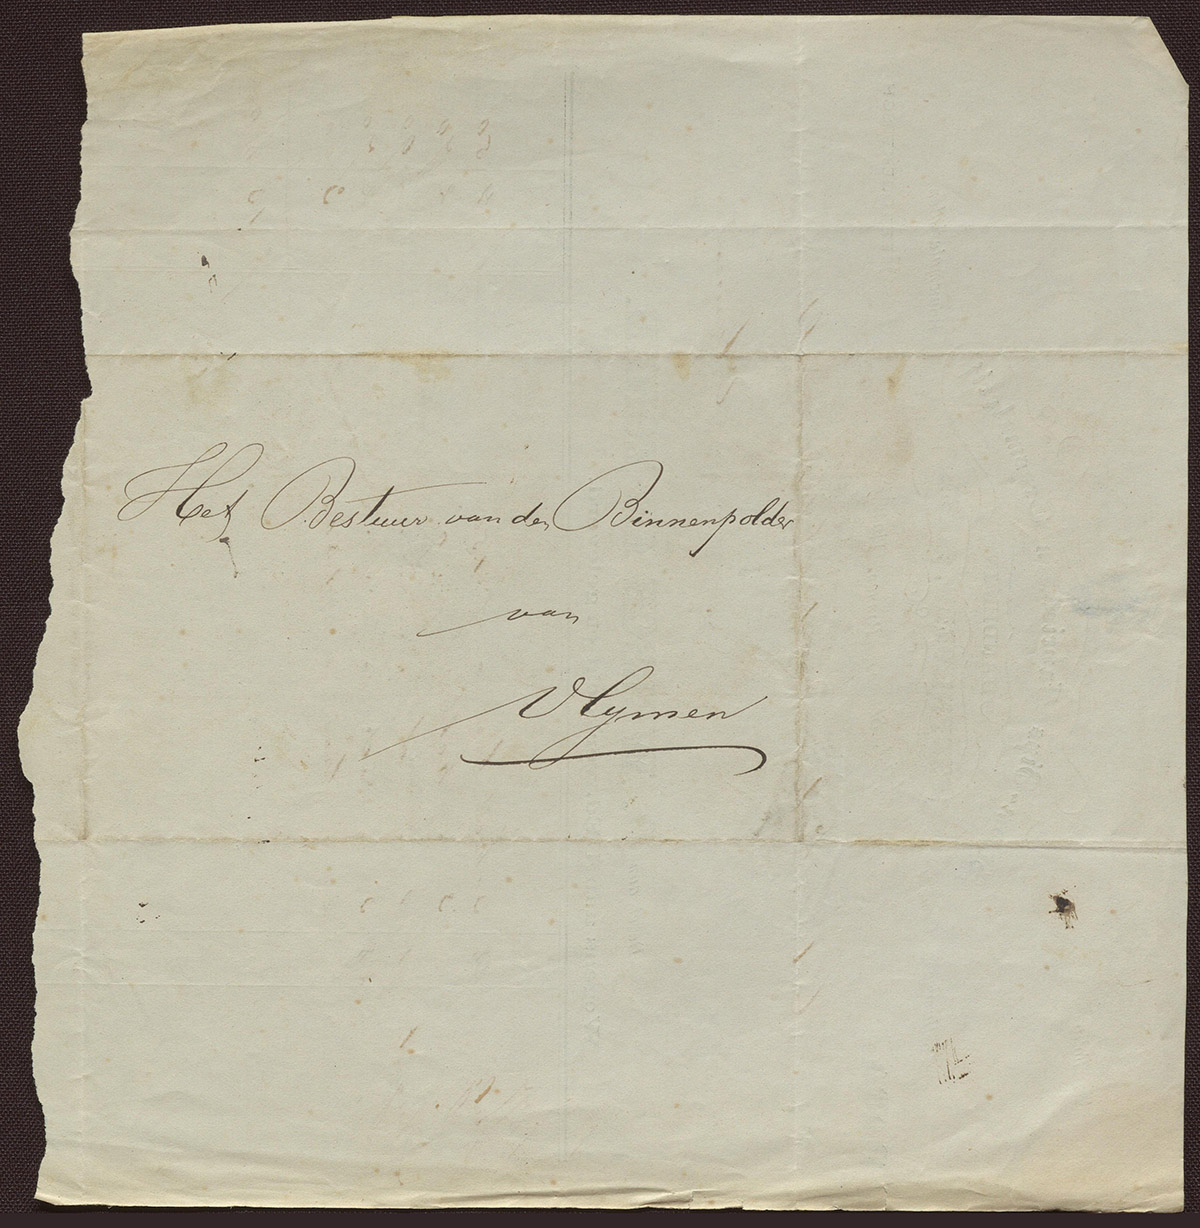 Het Bestuur van den Binnenpolder
van
Vlymen